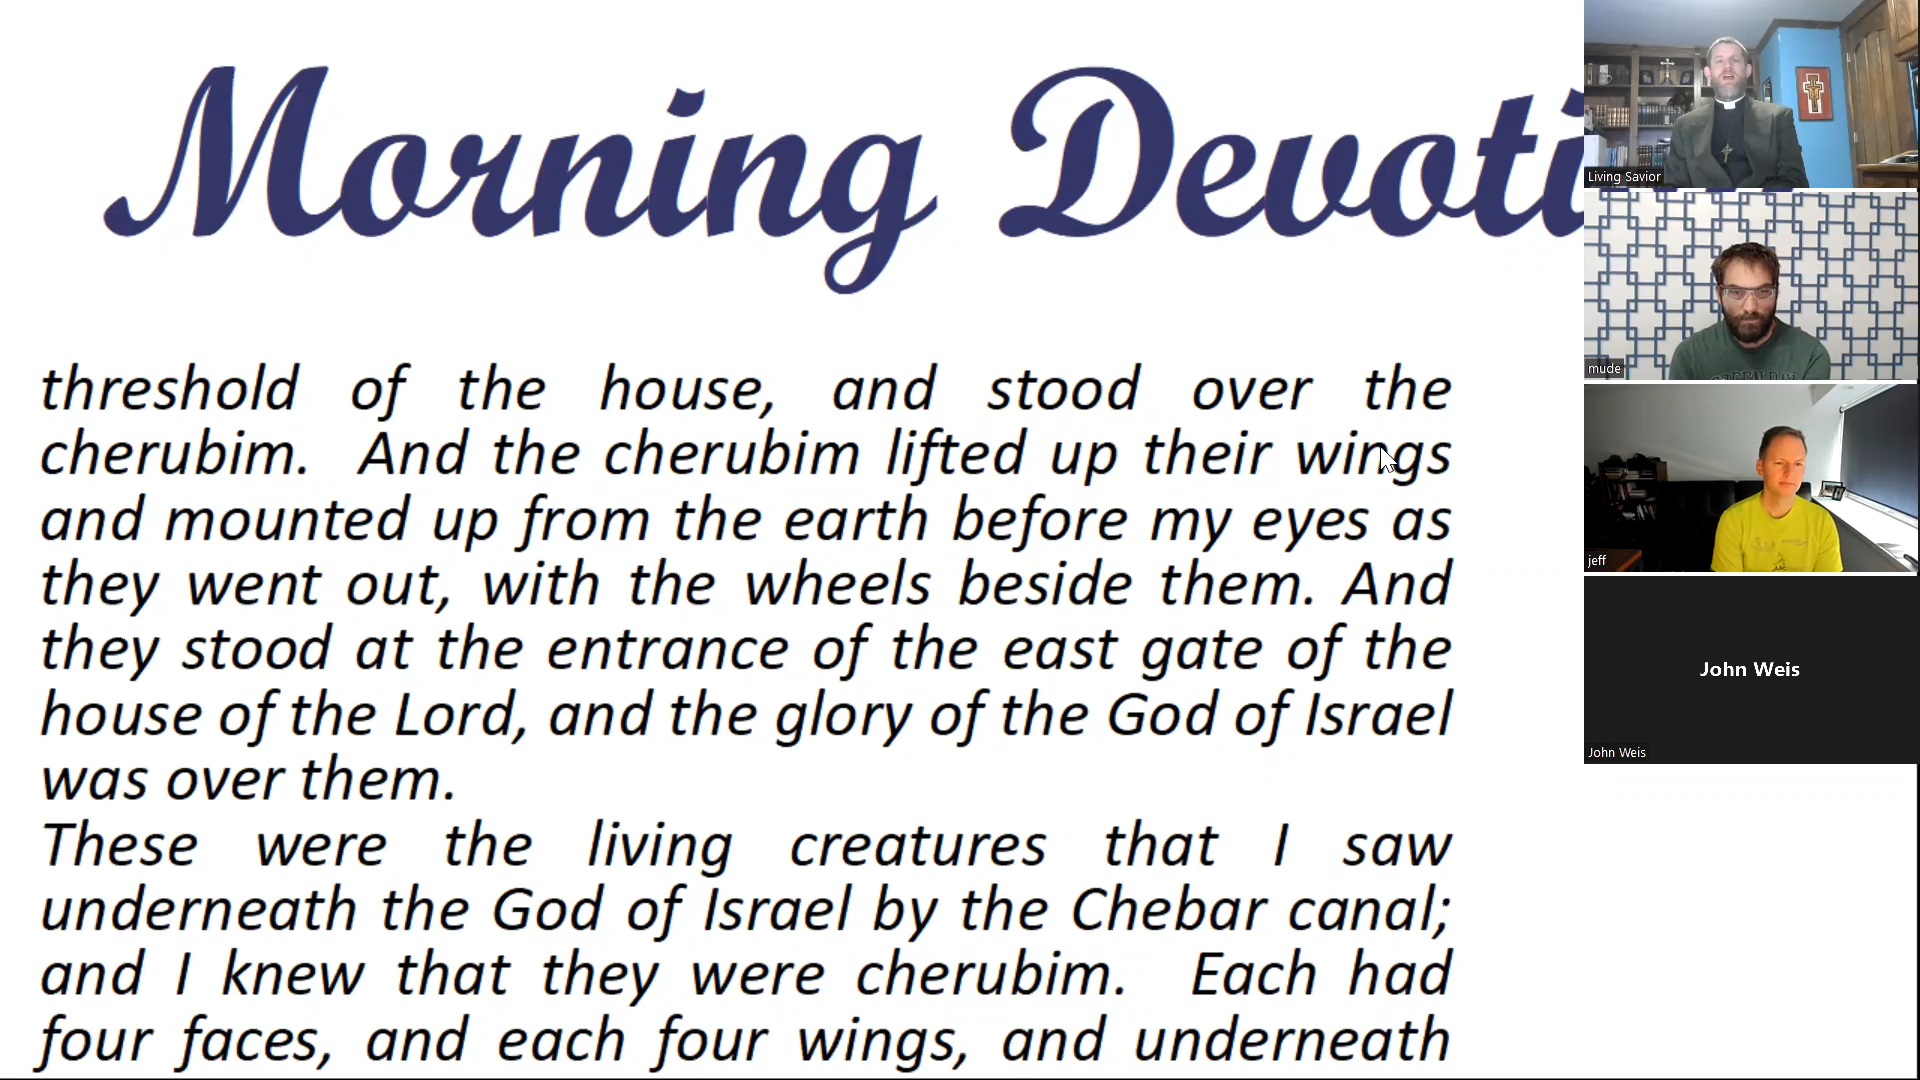 Morning Devoti
threshold of the house, and stood over the
cherubim. And the cherubim lifted up their wings
and mounted up from the earth before my eyes as
they went out, with the wheels beside them. And
they stood at the entrance of the east gate of the
house of the Lord, and the glory of the God of Israel
was over them.
These were the living creatures that I saw
underneath the God of Israel by the Chebar canal;
and I knew that they were cherubim. Each had
four faces, and each four wings, and underneath
Living Savior
mude
jeff
John Weis
John Weis